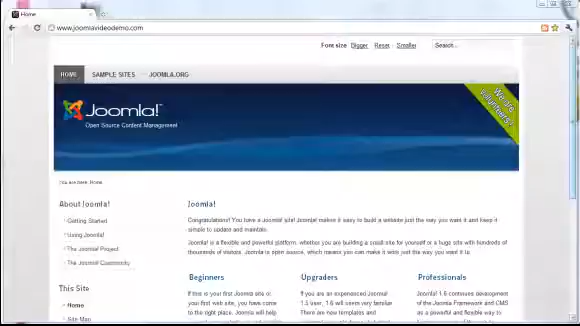 Home
www.joomlavideodemo.com
Font size Bigger Reset Smaller Search...
HOME SAMPLE SITES JOOMLA.ORG
Joomla!
Open Source Content Management
We are Volunteers!
You are here: Home
About Joomla!
Getting Started
Using Joomla!
The Joomla! Project
The Joomla! Community
This Site
Home
Site Map
Joomla!
Congratulations! You have a Joomla! site! Joomla! makes it easy to build a website just the way you want it and keep it
simple to update and maintain.
Joomla! is a flexible and powerful platform, whether you are building a small site for yourself or a huge site with hundreds of
thousands of visitors. Joomla is open source, which means you can make it work just the way you want it to.
Beginners
If this is your first Joomla site or
your first web site, you have come
to the right place. Joomla will help
Upgraders
If you are an experienced Joomla!
1.5 user, 1.6 will seem very familiar.
There are new templates and
Professionals
Joomla! 1.6 continues development
of the Joomla Framework and CMS
as a powerful and flexible way to